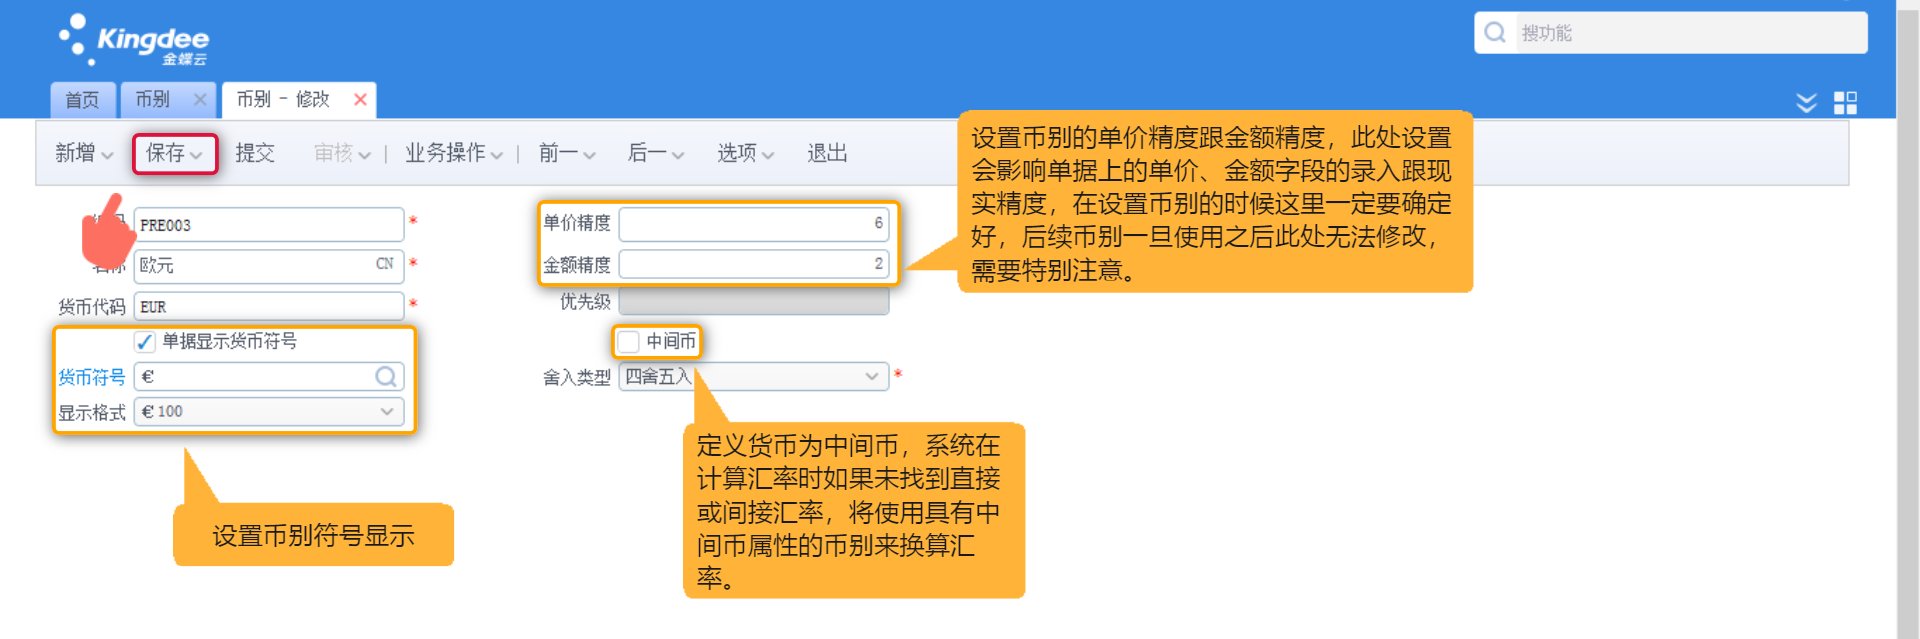 Kingdee
金蝶云
搜功能
首页
币别
币别 - 修改
新增 保存 提交 审核 | 业务操作 | 前一 后一 选项 退出
PRE003 *
名称 欧元 CN *
货币代码 EUR *
单据显示货币符号
货币符号 €
显示格式 € 100
单价精度 6
金额精度 2
优先级
中间币
舍入类型 四舍五入 *
设置币别的单价精度跟金额精度，此处设置
会影响单据上的单价、金额字段的录入跟现
实精度，在设置币别的时候这里一定要确定
好，后续币别一旦使用之后此处无法修改，
需要特别注意。
定义货币为中间币，系统在
计算汇率时如果未找到直接
或间接汇率，将使用具有中
间币属性的币别来换算汇
率。
设置币别符号显示